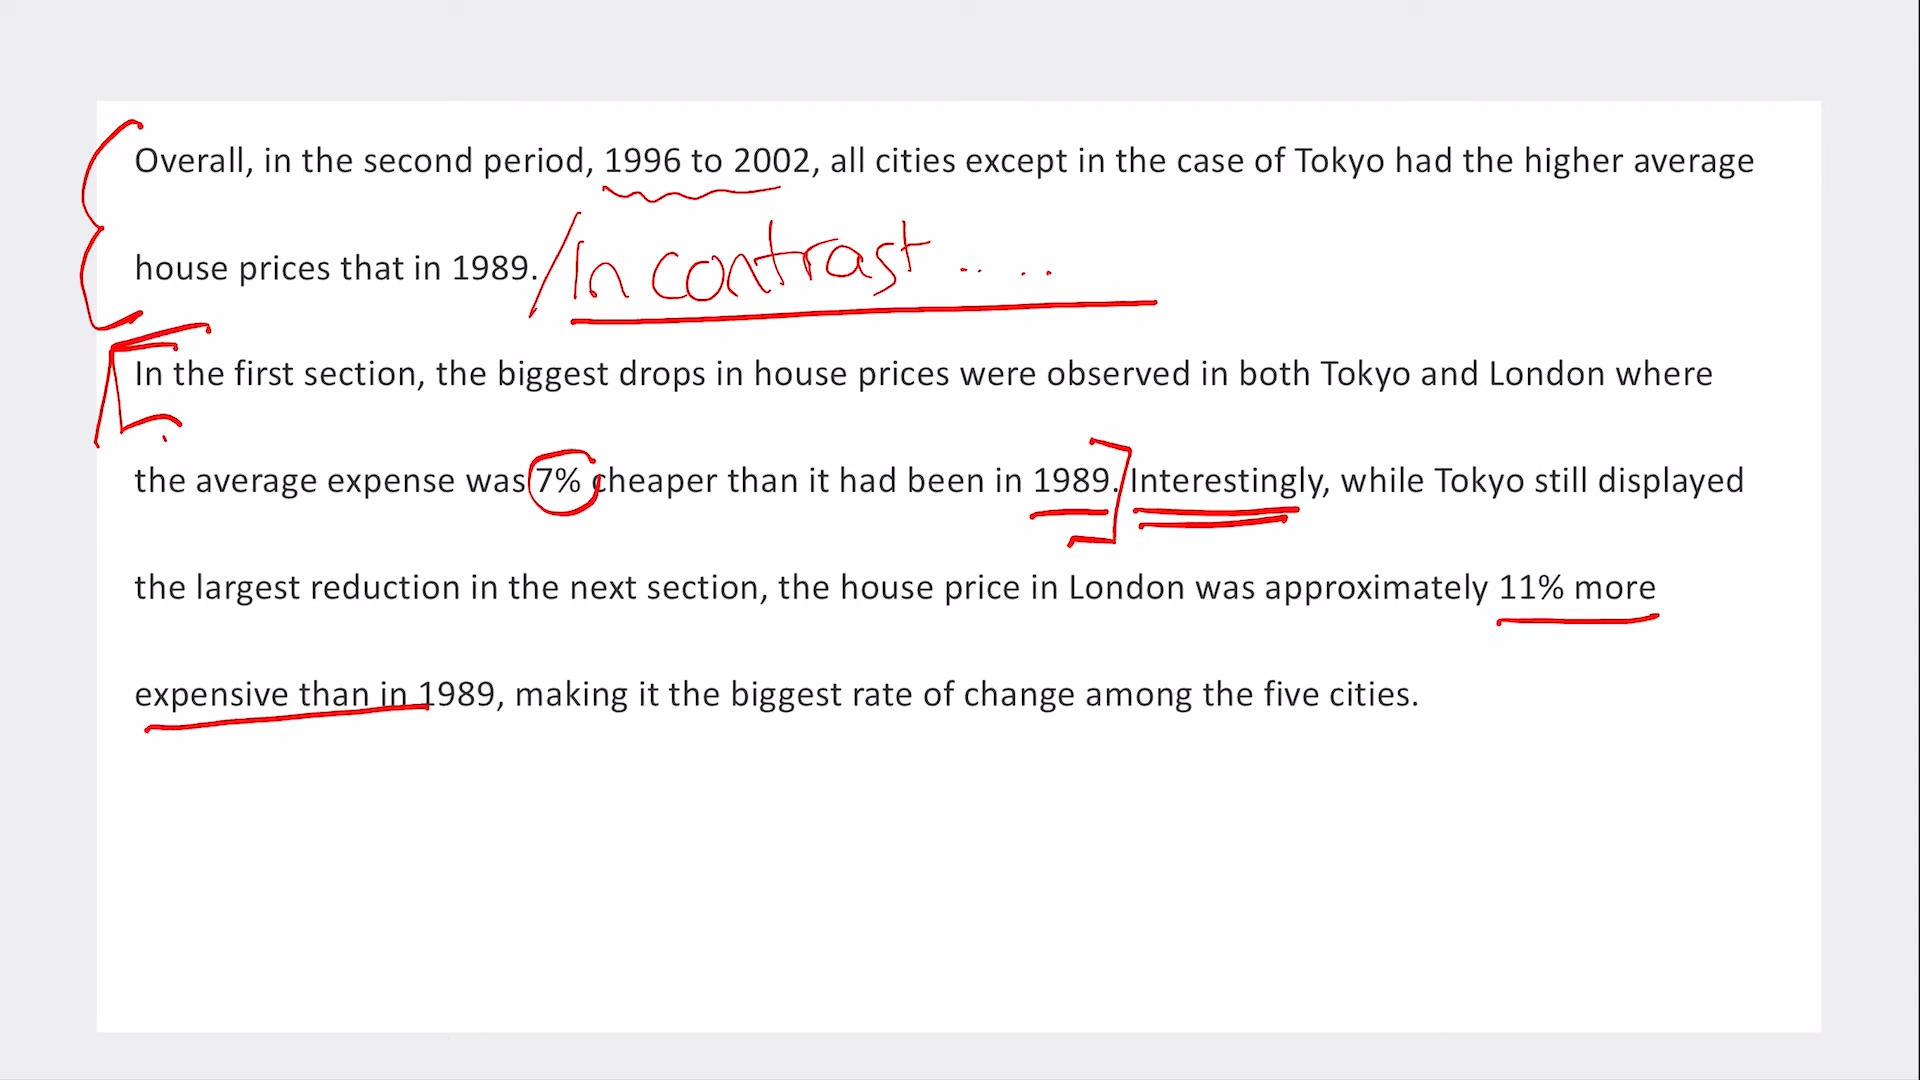 Overall, in the second period, 1996 to 2002, all cities except in the case of Tokyo had the higher average
house prices that in 1989. / In contrast .. ..
In the first section, the biggest drops in house prices were observed in both Tokyo and London where
the average expense was 7% cheaper than it had been in 1989. Interestingly, while Tokyo still displayed
the largest reduction in the next section, the house price in London was approximately 11% more
expensive than in 1989, making it the biggest rate of change among the five cities.